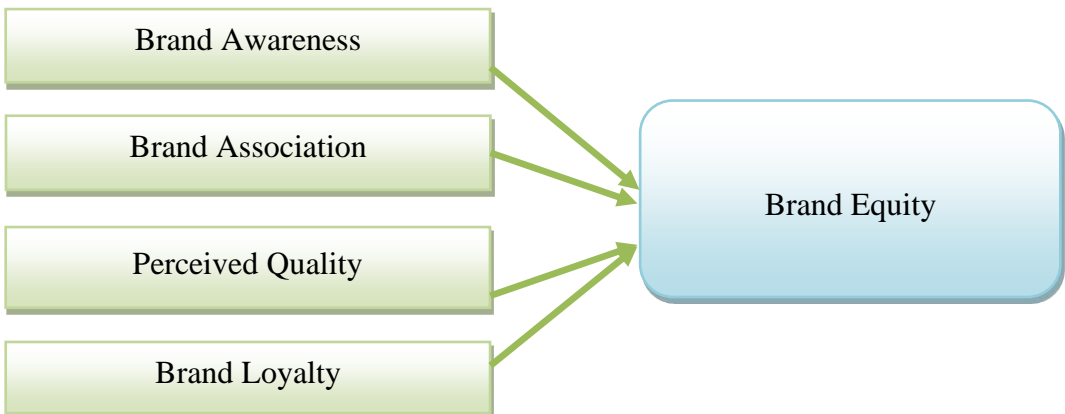 Brand Awareness
Brand Association
Perceived Quality
Brand Loyalty
Brand Equity